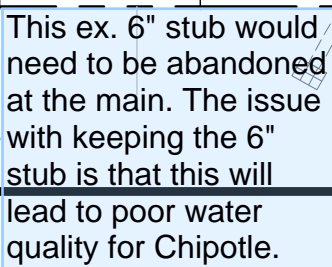 This ex. 6" stub would
need to be abandoned
at the main. The issue
with keeping the 6"
stub is that this will
lead to poor water
quality for Chipotle.